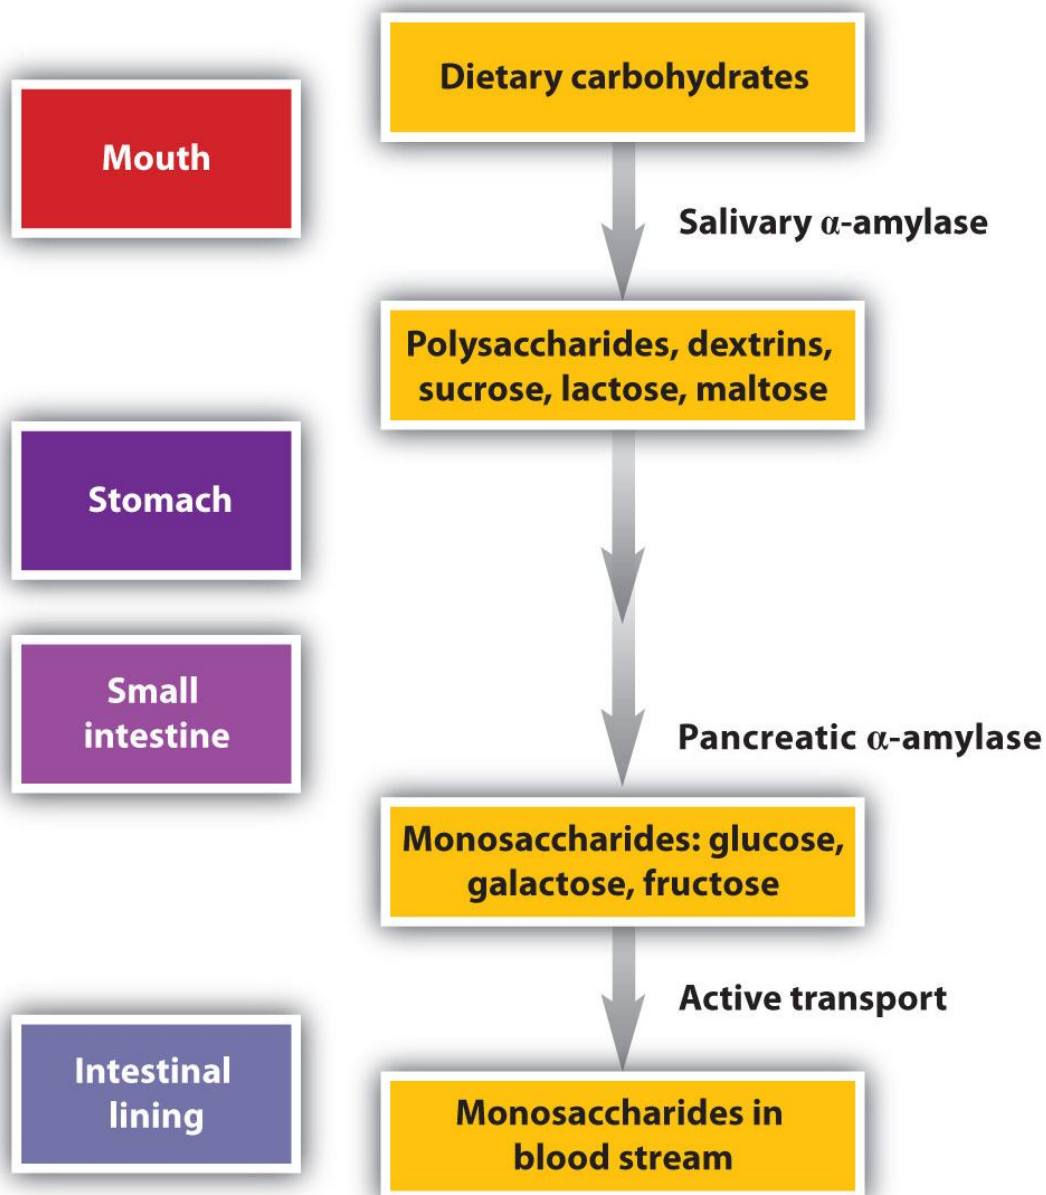 Dietary carbohydrates
Mouth
Salivary α-amylase
Polysaccharides, dextrins,
sucrose, lactose, maltose
Stomach
Small
intestine
Pancreatic α-amylase
Monosaccharides: glucose,
galactose, fructose
Active transport
Intestinal
lining
Monosaccharides in
blood stream